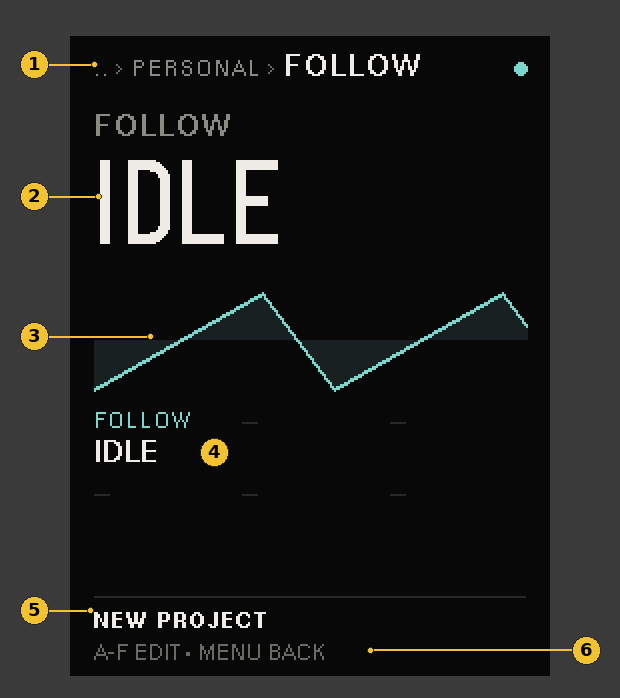 1 .. > PERSONAL > FOLLOW
FOLLOW
2 IDLE
3
FOLLOW
IDLE 4
5 NEW PROJECT
A-F EDIT · MENU BACK 6